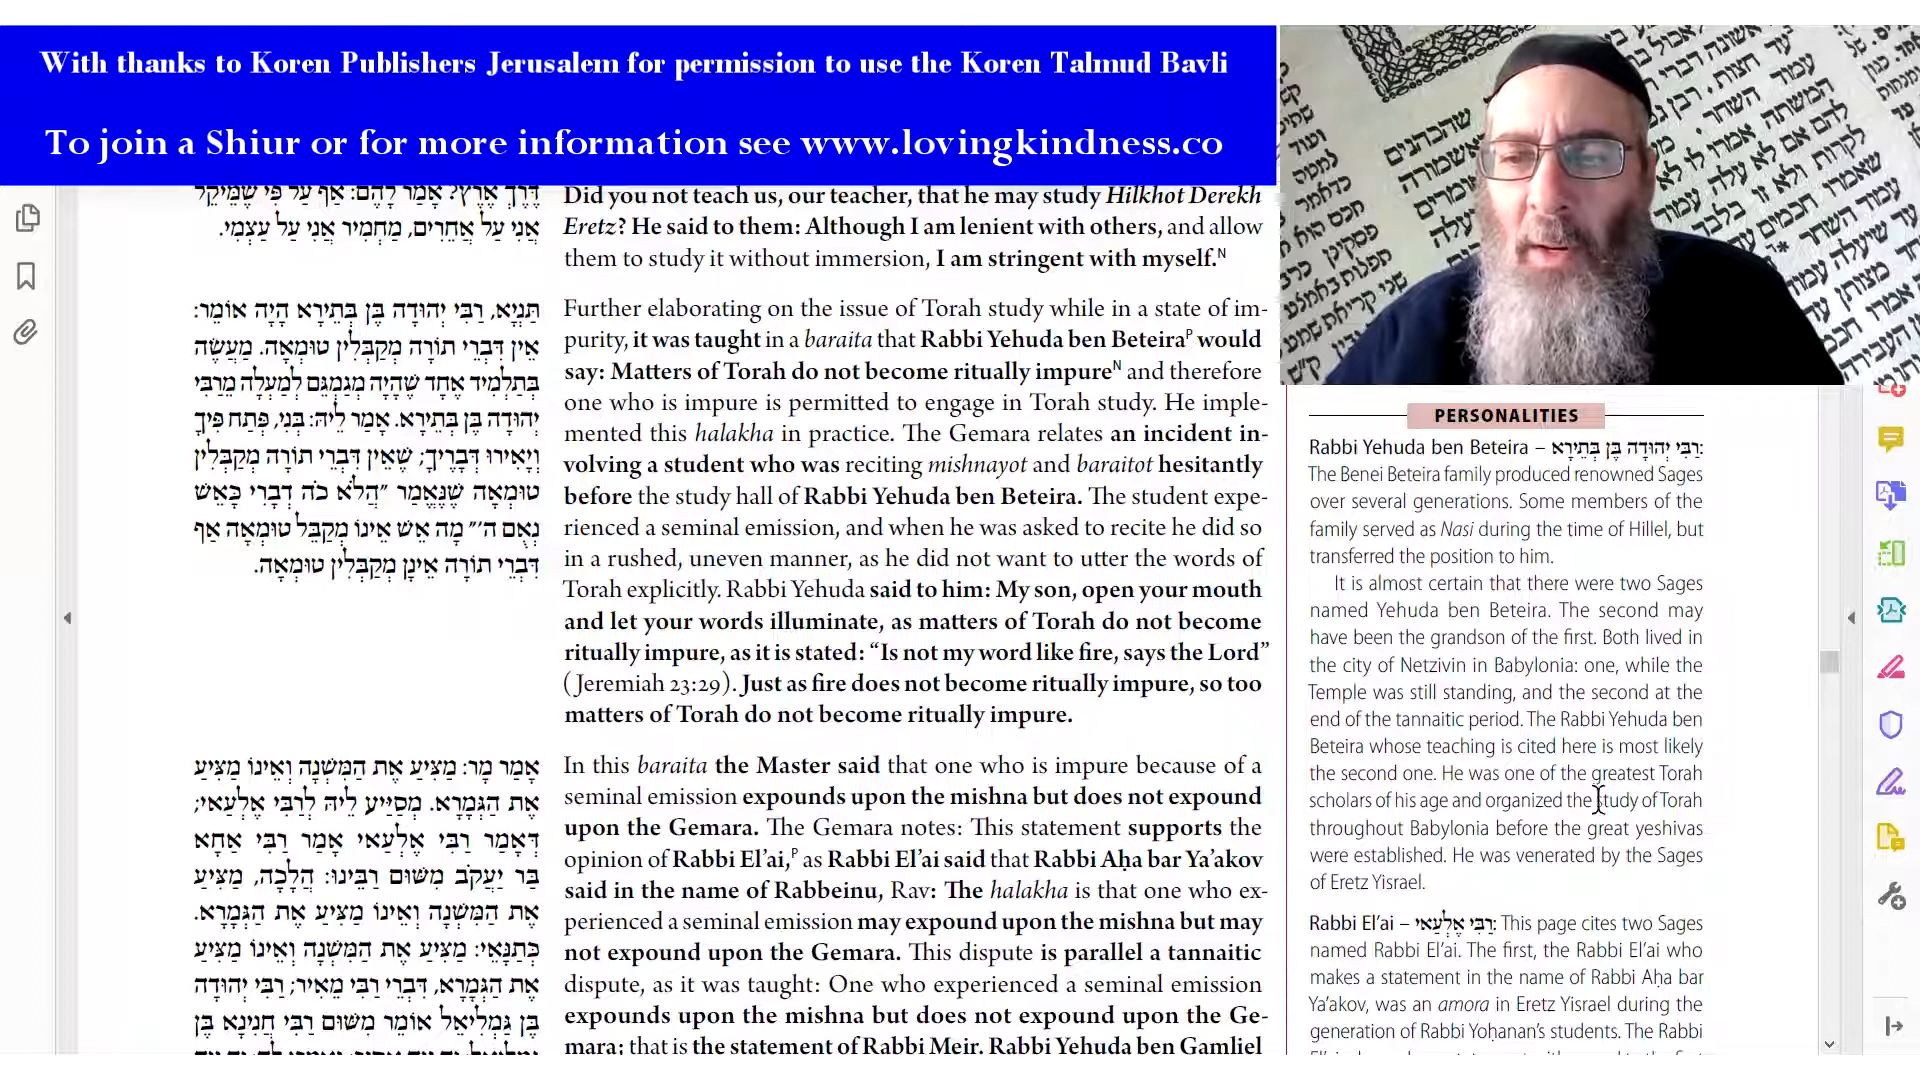 With thanks to Koren Publishers Jerusalem for permission to use the Koren Talmud Bavli
To join a Shiur or for more information see www.lovingkindness.co
דֶּרֶךְ אֶרֶץ? אָמַר לָהֶם: אַף עַל פִּי שֶׁמֵּיקֵל
אֲנִי עַל אֲחֵרִים, מַחְמִיר אֲנִי עַל עַצְמִי.
Did you not teach us, our teacher, that he may study Hilkhot Derekh
Eretz? He said to them: Although I am lenient with others, and allow
them to study it without immersion, I am stringent with myself.N
תַּנְיָא, רַבִּי יְהוּדָה בֶּן בְּתֵירָא הָיָה אוֹמֵר:
אֵין דִּבְרֵי תוֹרָה מְקַבְּלִין טוּמְאָה. מַעֲשֶׂה
בְּתַלְמִיד אֶחָד שֶׁהָיָה מְגַמְגֵּם לְמַעְלָה מֵרַבִּי
יְהוּדָה בֶּן בְּתֵירָא. אָמַר לֵיהּ: בְּנִי, פְּתַח פִּיךָ
וְיָאִירוּ דְּבָרֶיךָ; שֶׁאֵין דִּבְרֵי תוֹרָה מְקַבְּלִין
טוּמְאָה שֶׁנֶּאֱמַר ״הֲלֹא כֹה דְבָרִי כָּאֵשׁ
נְאֻם ה׳״ מָה אֵשׁ אֵינוֹ מְקַבֵּל טוּמְאָה אַף
דִּבְרֵי תוֹרָה אֵינָן מְקַבְּלִין טוּמְאָה.
Further elaborating on the issue of Torah study while in a state of im-
purity, it was taught in a baraita that Rabbi Yehuda ben BeteiraP would
say: Matters of Torah do not become ritually impureN and therefore
one who is impure is permitted to engage in Torah study. He imple-
mented this halakha in practice. The Gemara relates an incident in-
volving a student who was reciting mishnayot and baraitot hesitantly
before the study hall of Rabbi Yehuda ben Beteira. The student expe-
rienced a seminal emission, and when he was asked to recite he did so
in a rushed, uneven manner, as he did not want to utter the words of
Torah explicitly. Rabbi Yehuda said to him: My son, open your mouth
and let your words illuminate, as matters of Torah do not become
ritually impure, as it is stated: “Is not my word like fire, says the Lord”
(Jeremiah 23:29). Just as fire does not become ritually impure, so too
matters of Torah do not become ritually impure.
אָמַר מָר: מַצִּיעַ אֶת הַמִּשְׁנָה וְאֵינוֹ מַצִּיעַ
אֶת הַגְּמָרָא. מְסַיֵּיעַ לֵיהּ לְרַבִּי אֶלְעַאי;
דְּאָמַר רַבִּי אֶלְעַאי אָמַר רַבִּי אַחָא
בַּר יַעֲקֹב מִשּׁוּם רַבֵּינוּ: הֲלָכָה, מַצִּיעַ
אֶת הַמִּשְׁנָה וְאֵינוֹ מַצִּיעַ אֶת הַגְּמָרָא.
כְּתַנָּאֵי: מַצִּיעַ אֶת הַמִּשְׁנָה וְאֵינוֹ מַצִּיעַ
אֶת הַגְּמָרָא, דִּבְרֵי רַבִּי מֵאִיר; רַבִּי יְהוּדָה
בֶּן גַּמְלִיאֵל אוֹמֵר מִשּׁוּם רַבִּי חֲנִינָא בֶּן
In this baraita the Master said that one who is impure because of a
seminal emission expounds upon the mishna but does not expound
upon the Gemara. The Gemara notes: This statement supports the
opinion of Rabbi El’ai,P as Rabbi El’ai said that Rabbi Aḥa bar Ya’akov
said in the name of Rabbeinu, Rav: The halakha is that one who ex-
perienced a seminal emission may expound upon the mishna but may
not expound upon the Gemara. This dispute is parallel a tannaitic
dispute, as it was taught: One who experienced a seminal emission
expounds upon the mishna but does not expound upon the Ge-
mara; that is the statement of Rabbi Meir. Rabbi Yehuda ben Gamliel
PERSONALITIES
Rabbi Yehuda ben Beteira – רַבִּי יְהוּדָה בֶּן בְּתֵירָא:
The Benei Beteira family produced renowned Sages
over several generations. Some members of the
family served as Nasi during the time of Hillel, but
transferred the position to him.
It is almost certain that there were two Sages
named Yehuda ben Beteira. The second may
have been the grandson of the first. Both lived in
the city of Netzivin in Babylonia: one, while the
Temple was still standing, and the second at the
end of the tannaitic period. The Rabbi Yehuda ben
Beteira whose teaching is cited here is most likely
the second one. He was one of the greatest Torah
scholars of his age and organized the study of Torah
throughout Babylonia before the great yeshivas
were established. He was venerated by the Sages
of Eretz Yisrael.
Rabbi El’ai – רַבִּי אֶלְעַאי: This page cites two Sages
named Rabbi El’ai. The first, the Rabbi El’ai who
makes a statement in the name of Rabbi Aḥa bar
Ya’akov, was an amora in Eretz Yisrael during the
generation of Rabbi Yoḥanan’s students. The Rabbi